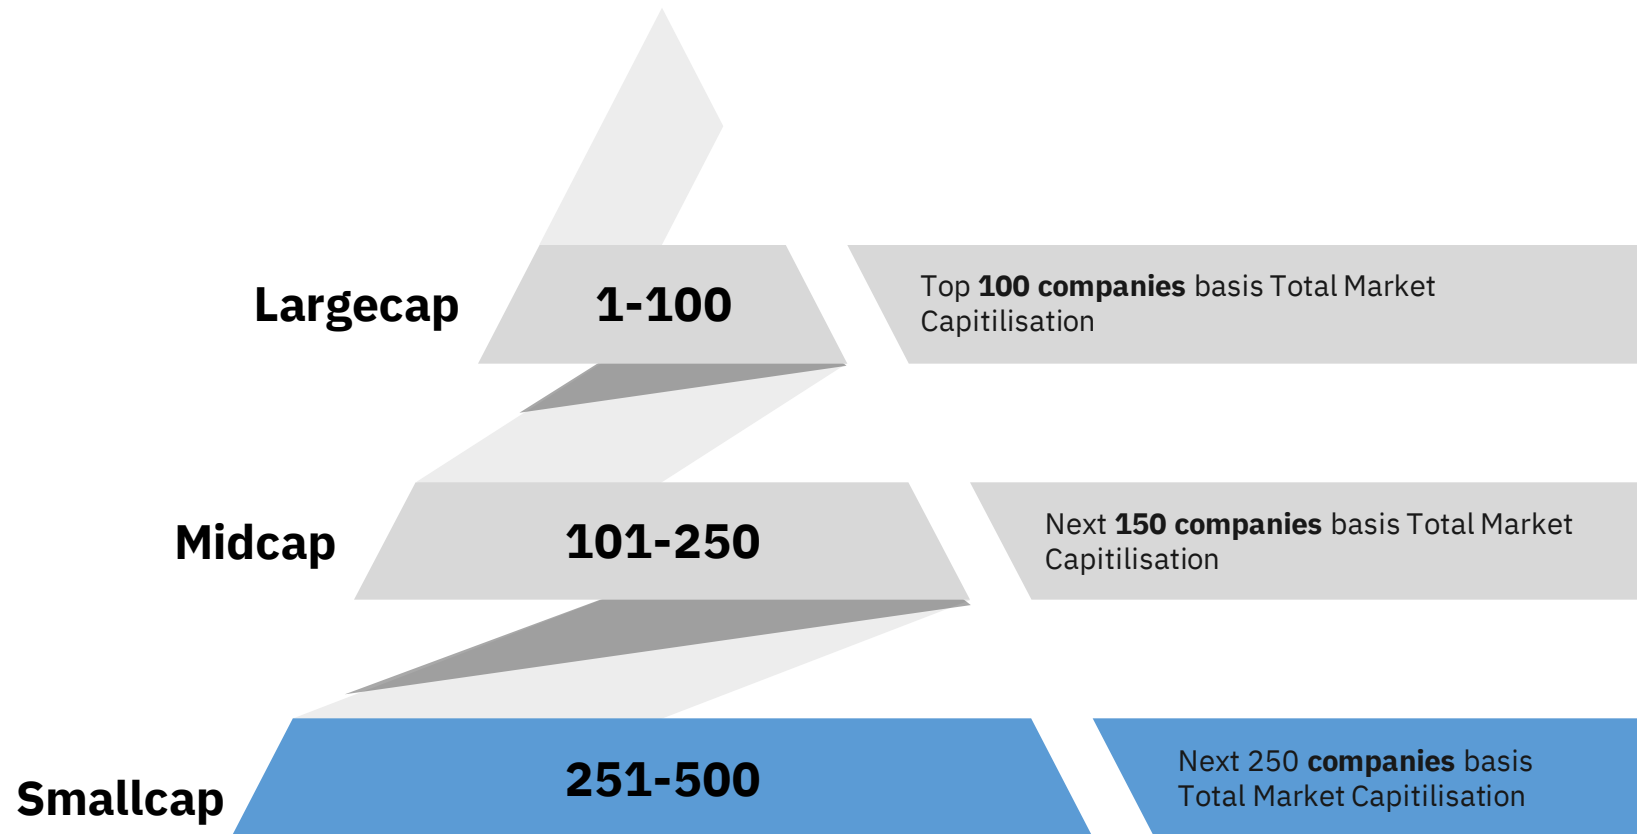 Largecap
1-100
Top 100 companies basis Total Market
Capitilisation
Midcap
101-250
Next 150 companies basis Total Market
Capitilisation
Smallcap
251-500
Next 250 companies basis
Total Market Capitilisation